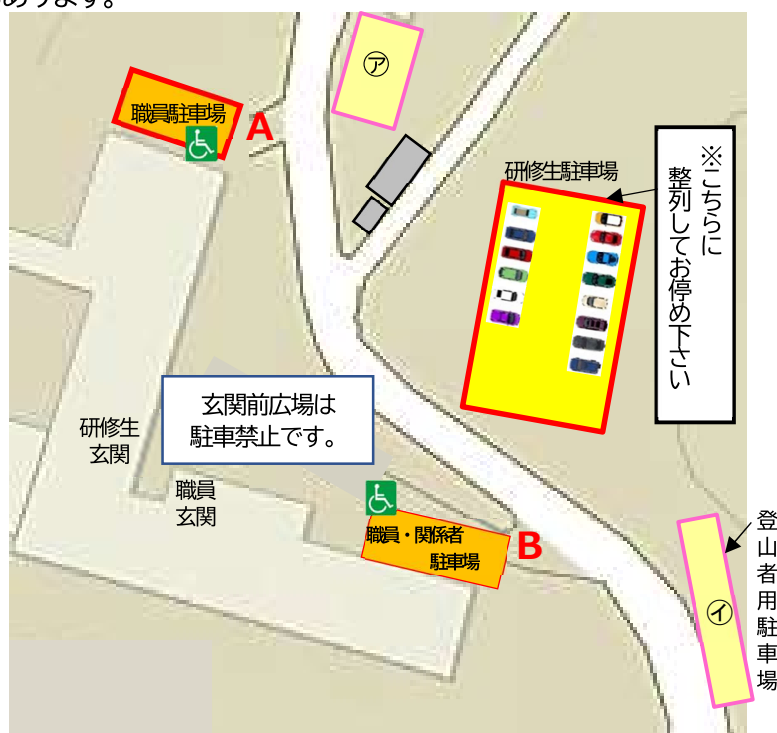 あります。
㋐
職員駐車場
A
研修生駐車場
※こちらに
整列してお停め下さい
玄関前広場は
駐車禁止です。
研修生
玄関
職員
玄関
職員・関係者
駐車場
B
㋑
登山者用駐車場